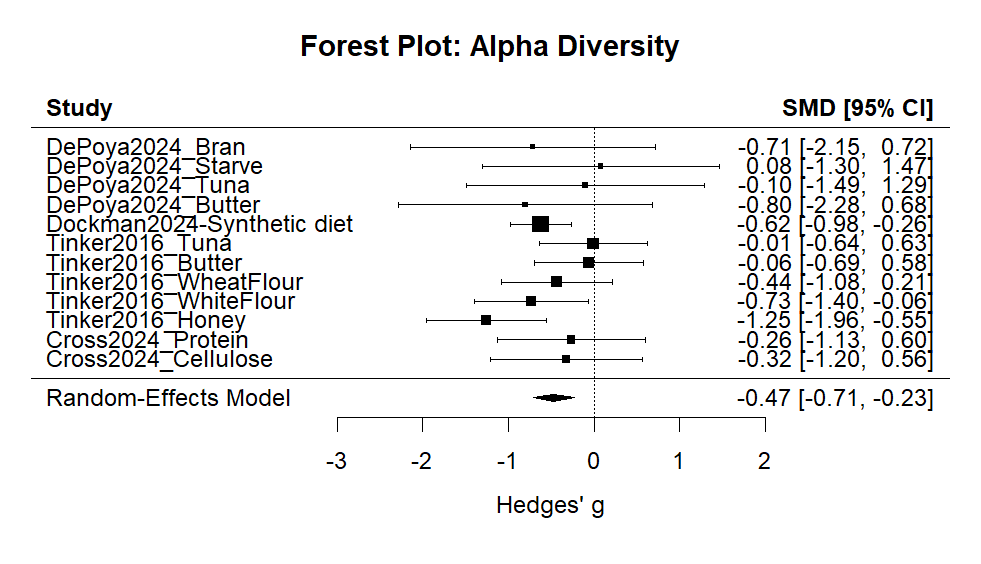 Forest Plot: Alpha Diversity
Study SMD [95% CI]
DePoya2024_Bran -0.71 [-2.15, 0.72]
DePoya2024_Starve 0.08 [-1.30, 1.47]
DePoya2024_Tuna -0.10 [-1.49, 1.29]
DePoya2024_Butter -0.80 [-2.28, 0.68]
Dockman2024-Synthetic diet -0.62 [-0.98, -0.26]
Tinker2016_Tuna -0.01 [-0.64, 0.63]
Tinker2016_Butter -0.06 [-0.69, 0.58]
Tinker2016_WheatFlour -0.44 [-1.08, 0.21]
Tinker2016_WhiteFlour -0.73 [-1.40, -0.06]
Tinker2016_Honey -1.25 [-1.96, -0.55]
Cross2024_Protein -0.26 [-1.13, 0.60]
Cross2024_Cellulose -0.32 [-1.20, 0.56]
Random-Effects Model -0.47 [-0.71, -0.23]
-3 -2 -1 0 1 2
Hedges' g